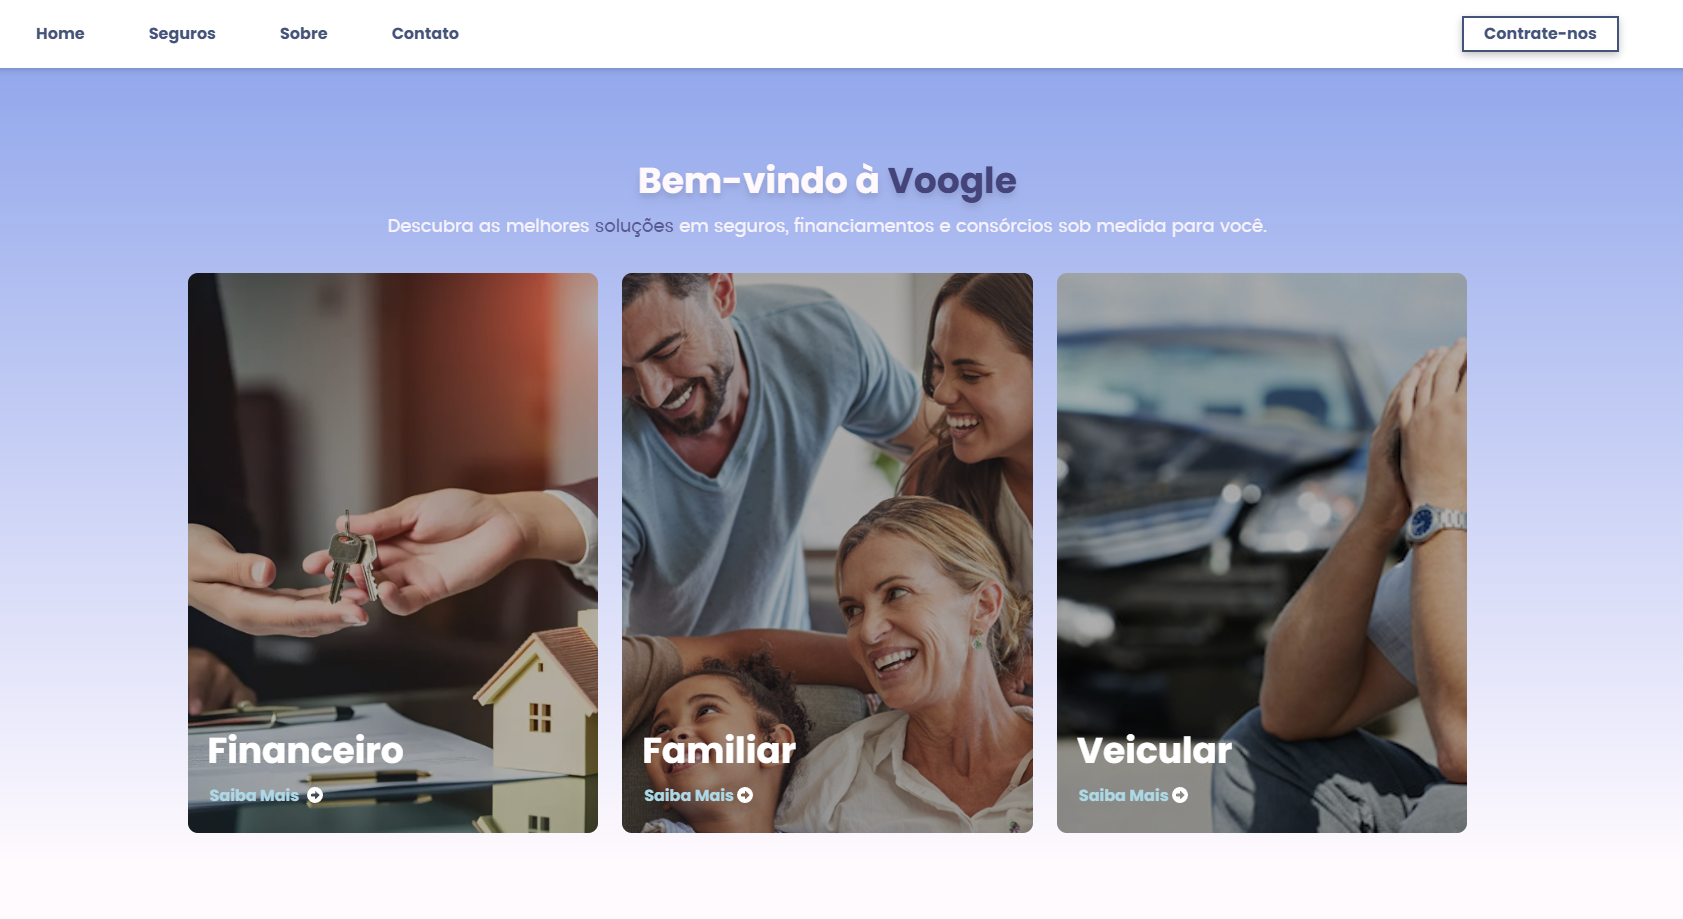 Home Seguros Sobre Contato Contrate-nos
Bem-vindo à Voogle
Descubra as melhores soluções em seguros, financiamentos e consórcios sob medida para você.
Financeiro
Saiba Mais
Familiar
Saiba Mais
Veicular
Saiba Mais